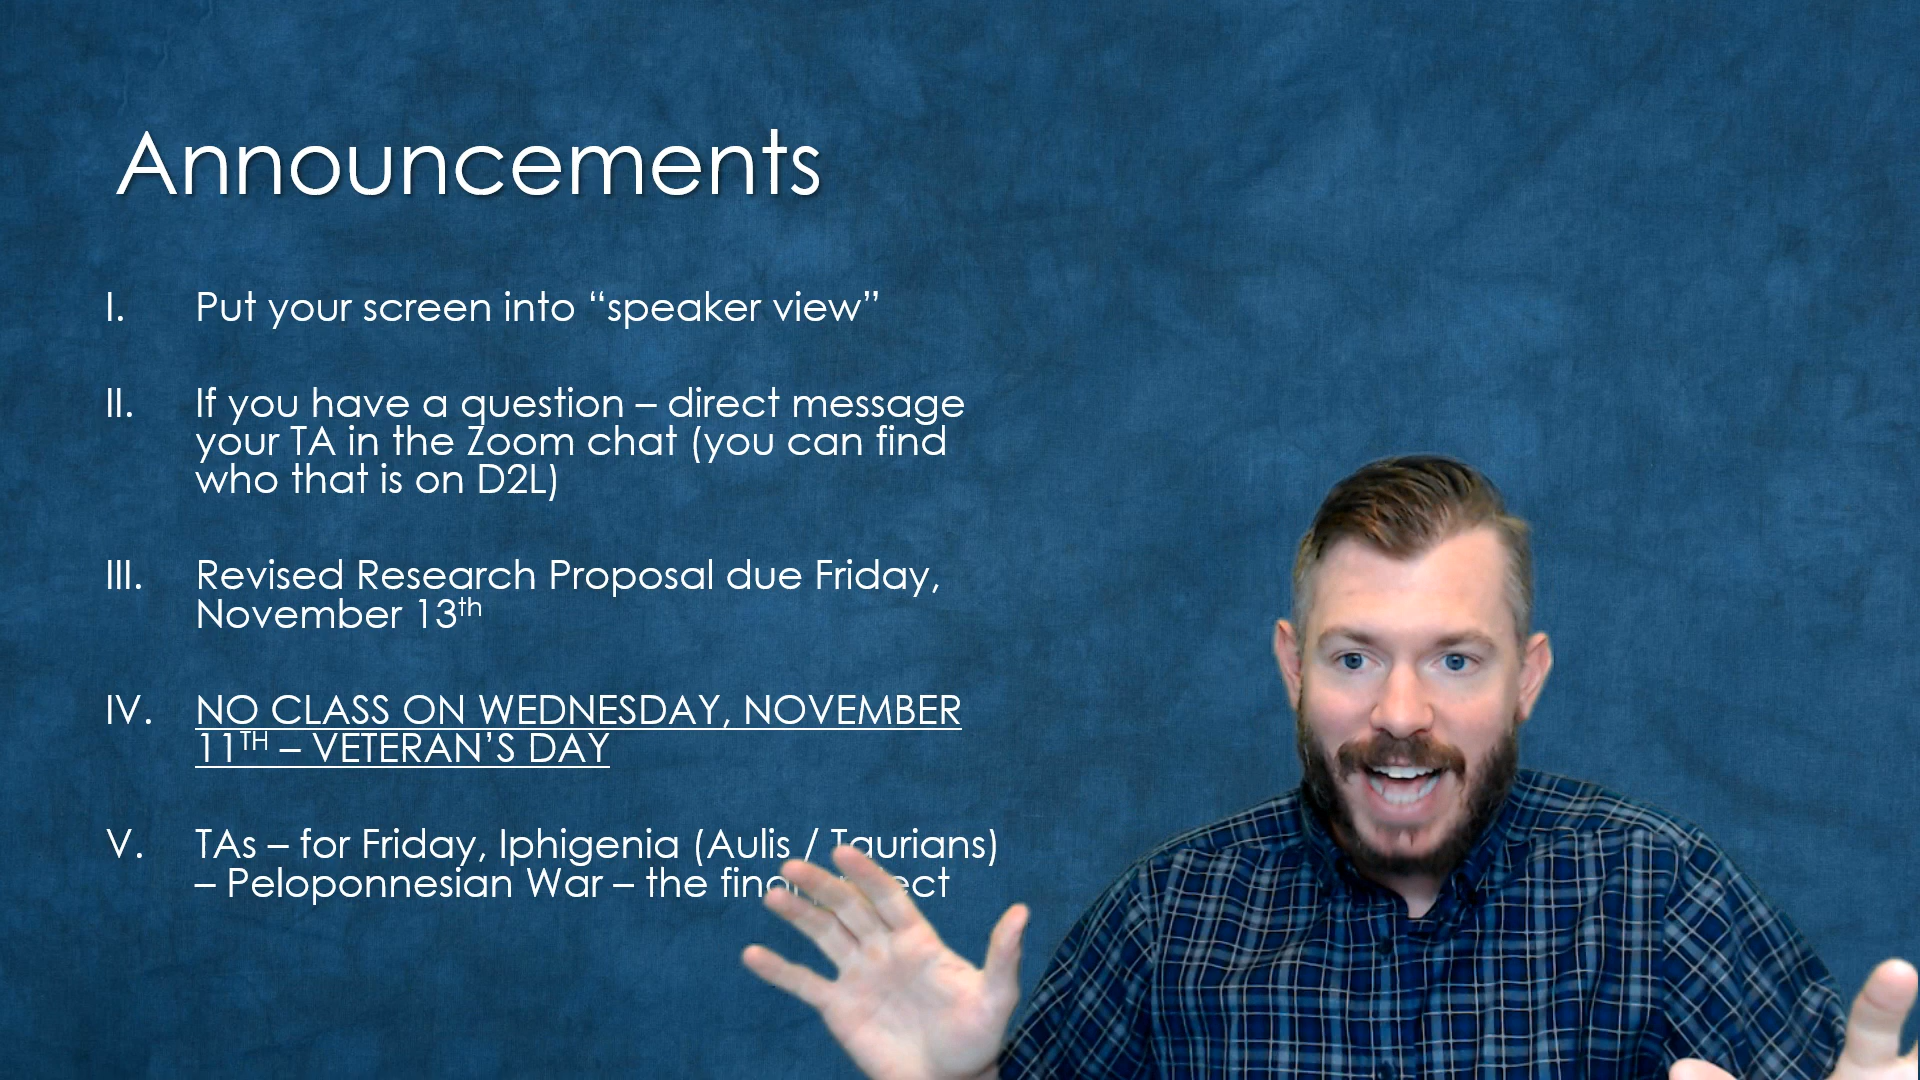 Announcements
I. Put your screen into “speaker view”
II. If you have a question – direct message
your TA in the Zoom chat (you can find
who that is on D2L)
III. Revised Research Proposal due Friday,
November 13th
IV. NO CLASS ON WEDNESDAY, NOVEMBER
11TH – VETERAN’S DAY
V. TAs – for Friday, Iphigenia (Aulis / Taurians)
– Peloponnesian War – the final